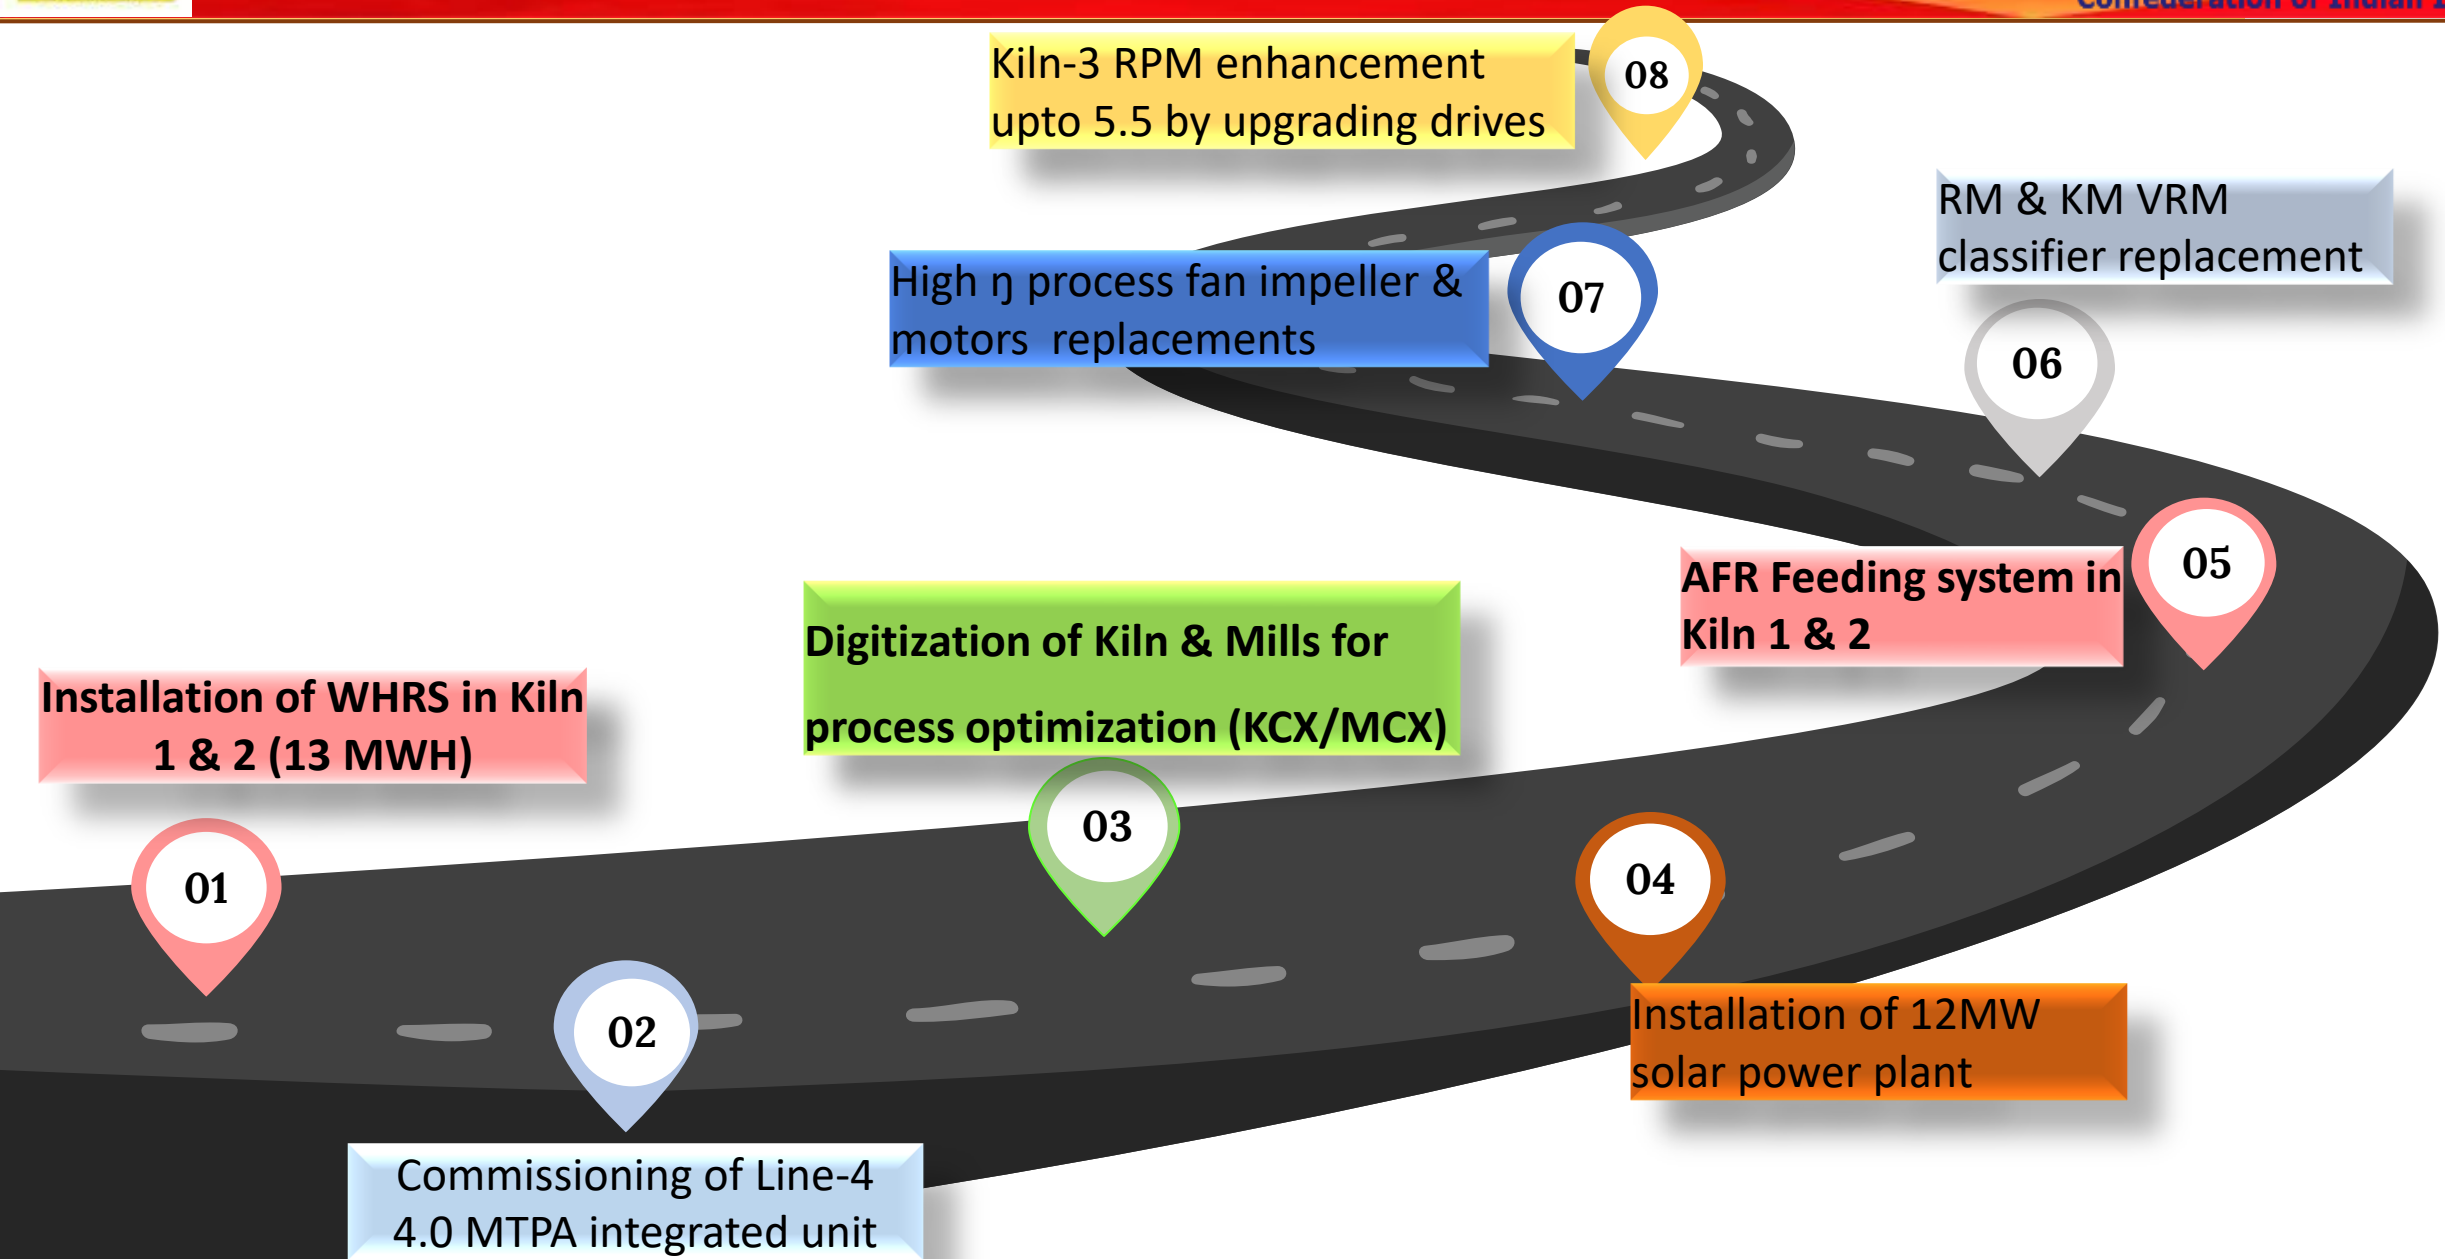 Kiln-3 RPM enhancement
upto 5.5 by upgrading drives
08
RM & KM VRM
classifier replacement
06
High ŋ process fan impeller &
motors  replacements
07
AFR Feeding system in
Kiln 1 & 2
05
Digitization of Kiln & Mills for
process optimization (KCX/MCX)
03
Installation of WHRS in Kiln
1 & 2 (13 MWH)
01
04
Installation of 12MW
solar power plant
02
Commissioning of Line-4
4.0 MTPA integrated unit
Confederation of Indian